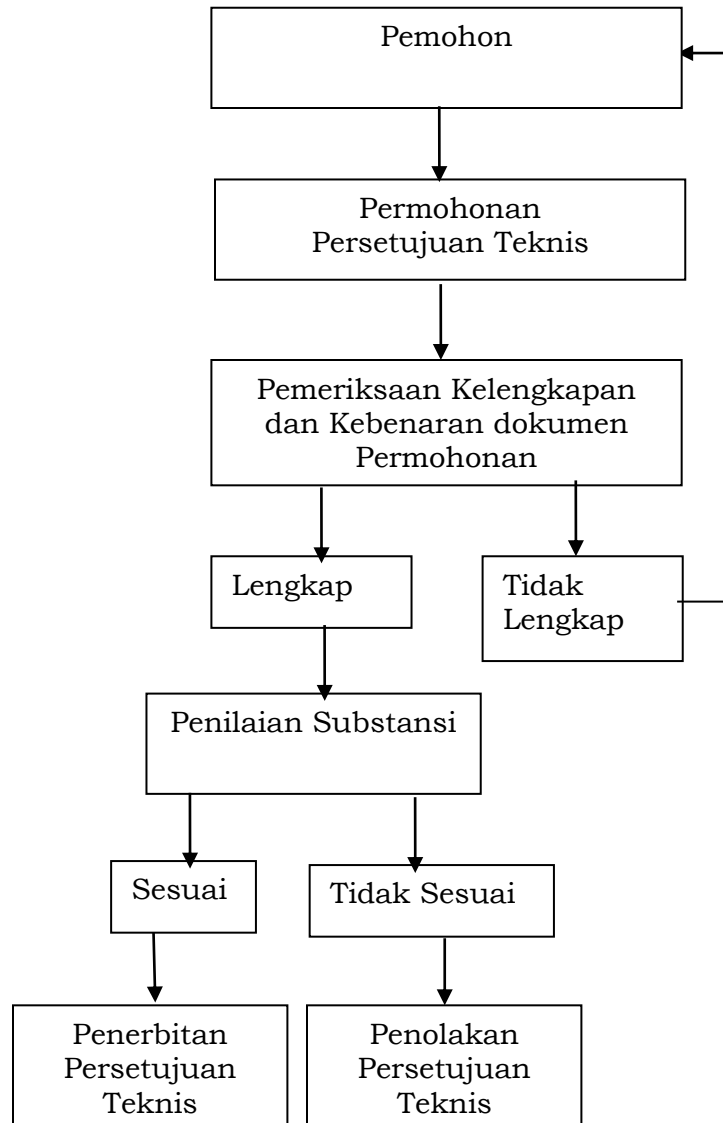 Pemohon
Permohonan
Persetujuan Teknis
Pemeriksaan Kelengkapan
dan Kebenaran dokumen
Permohonan
Lengkap
Tidak
Lengkap
Penilaian Substansi
Sesuai
Tidak Sesuai
Penerbitan
Persetujuan
Teknis
Penolakan
Persetujuan
Teknis